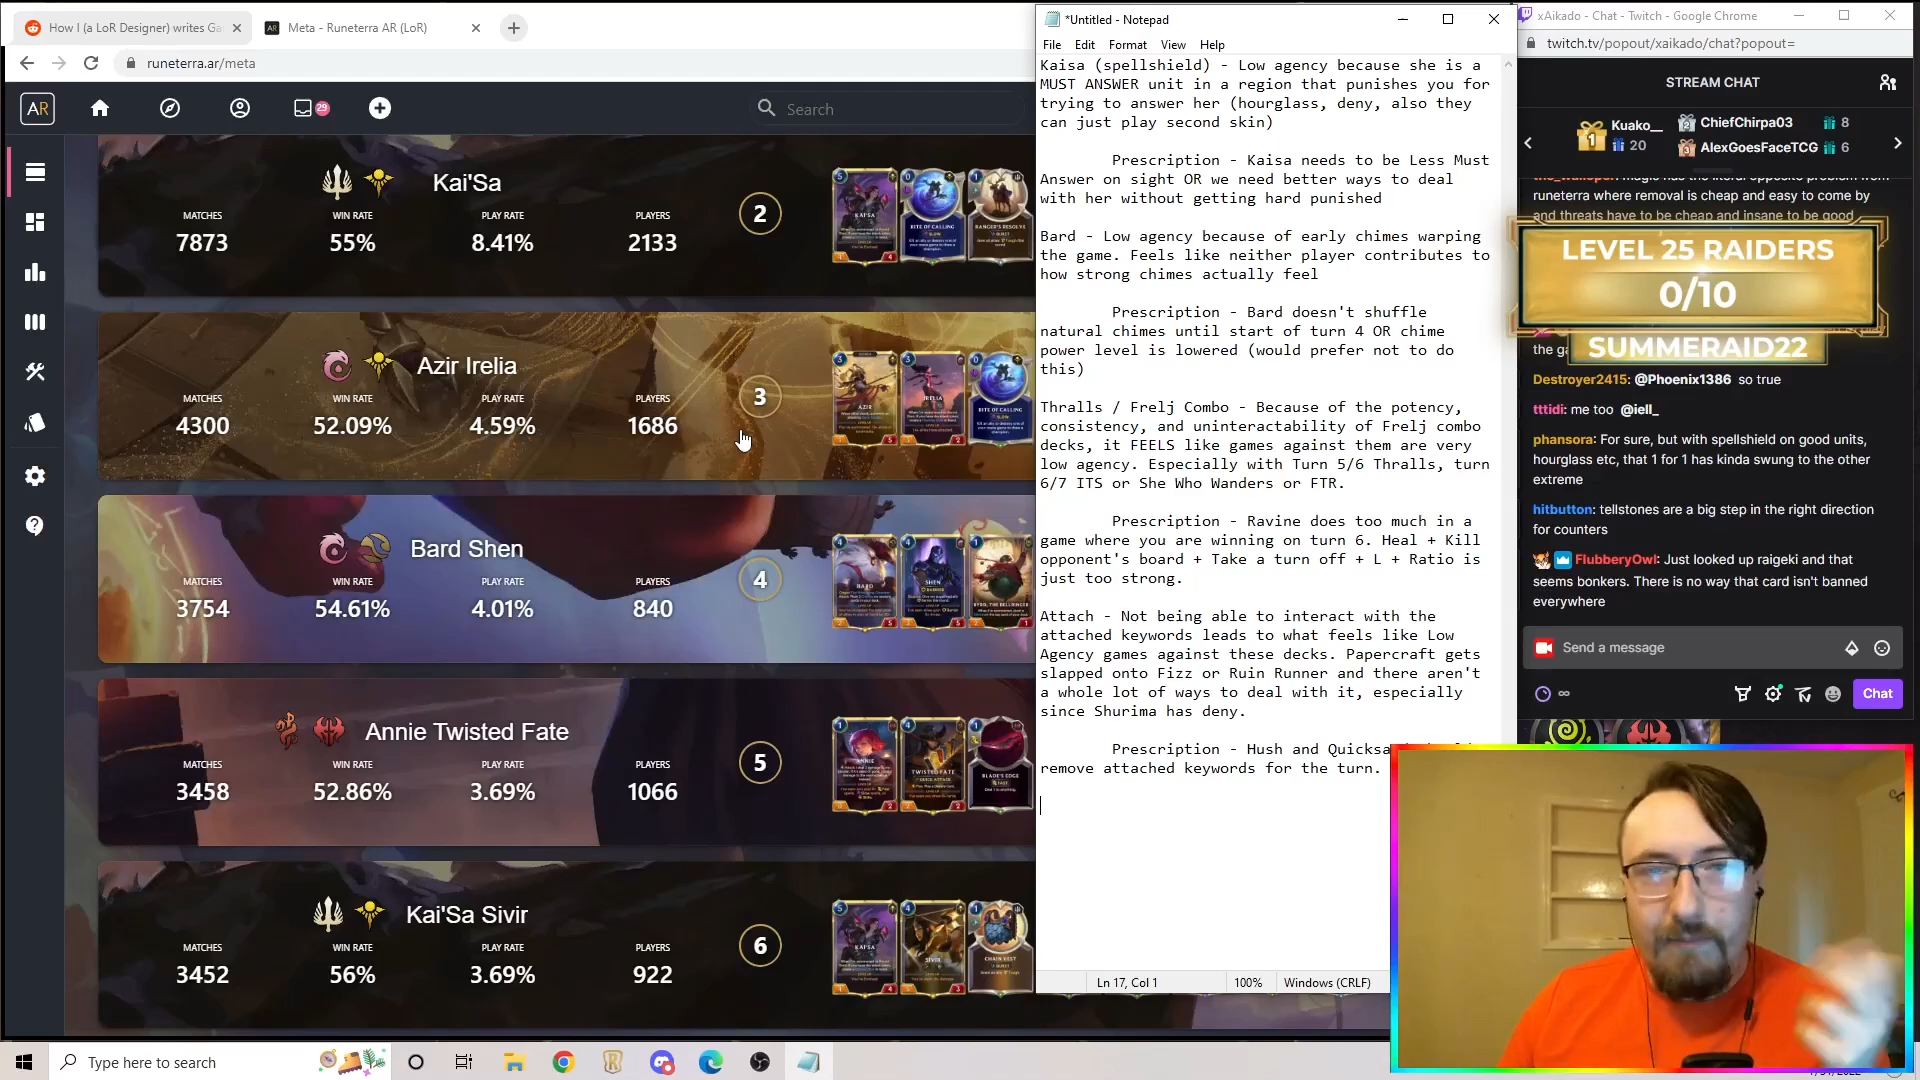 How I (a LoR Designer) writes Ga
Meta - Runeterra AR (LoR)
runeterra.ar/meta
AR
29
Search
Kai'Sa
MATCHES WIN RATE PLAY RATE PLAYERS
7873 55% 8.41% 2133
2
Azir Irelia
MATCHES WIN RATE PLAY RATE PLAYERS
4300 52.09% 4.59% 1686
3
Bard Shen
MATCHES WIN RATE PLAY RATE PLAYERS
3754 54.61% 4.01% 840
4
Annie Twisted Fate
MATCHES WIN RATE PLAY RATE PLAYERS
3458 52.86% 3.69% 1066
5
Kai'Sa Sivir
MATCHES WIN RATE PLAY RATE PLAYERS
3452 56% 3.69% 922
6
*Untitled - Notepad
File Edit Format View Help
Kaisa (spellshield) - Low agency because she is a
MUST ANSWER unit in a region that punishes you for
trying to answer her (hourglass, deny, also they
can just play second skin)
Prescription - Kaisa needs to be Less Must
Answer on sight OR we need better ways to deal
with her without getting hard punished
Bard - Low agency because of early chimes warping
the game. Feels like neither player contributes to
how strong chimes actually feel
Prescription - Bard doesn't shuffle
natural chimes until start of turn 4 OR chime
power level is lowered (would prefer not to do
this)
Thralls / Frelj Combo - Because of the potency,
consistency, and uninteractability of Frelj combo
decks, it FEELS like games against them are very
low agency. Especially with Turn 5/6 Thralls, turn
6/7 ITS or She Who Wanders or FTR.
Prescription - Ravine does too much in a
game where you are winning on turn 6. Heal + Kill
opponent's board + Take a turn off + L + Ratio is
just too strong.
Attach - Not being able to interact with the
attached keywords leads to what feels like Low
Agency games against these decks. Papercraft gets
slapped onto Fizz or Ruin Runner and there aren't
a whole lot of ways to deal with it, especially
since Shurima has deny.
Prescription - Hush and Quicksa
remove attached keywords for the turn.
Ln 17, Col 1 100% Windows (CRLF)
xAikado - Chat - Twitch - Google Chrome
twitch.tv/popout/xaikado/chat?popout=
STREAM CHAT
1 Kuako__ 20
2 ChiefChirpa03 8
3 AlexGoesFaceTCG 6
runeterra where removal is cheap and easy to come by
and threats have to be cheap and insane to be good
LEVEL 25 RAIDERS
0/10
SUMMERAID22
the ga
Destroyer2415: @Phoenix1386 so true
tttidi: me too @iell_
phansora: For sure, but with spellshield on good units,
hourglass etc, that 1 for 1 has kinda swung to the other
extreme
hitbutton: tellstones are a big step in the right direction
for counters
FlubberyOwl: Just looked up raigeki and that
seems bonkers. There is no way that card isn't banned
everywhere
Send a message
∞
Chat
Type here to search